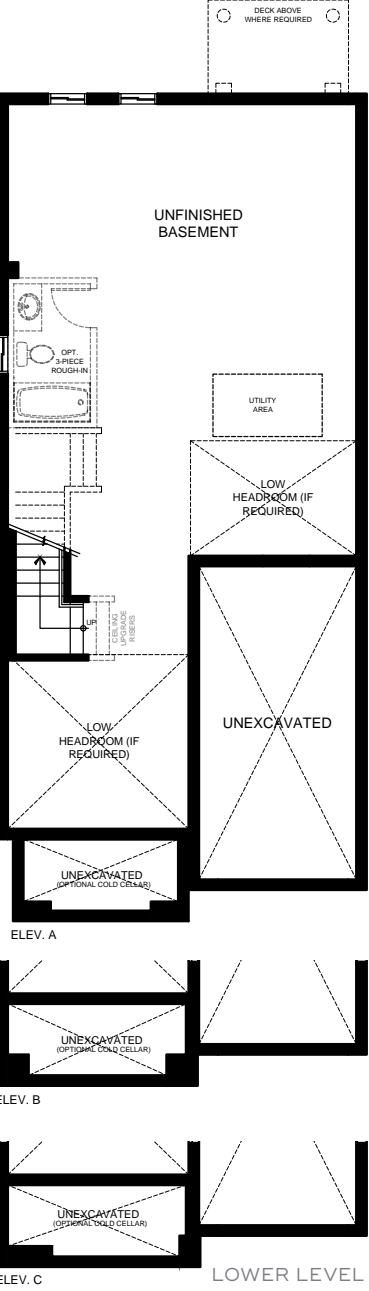 DECK ABOVE
WHERE REQUIRED
UNFINISHED
BASEMENT
OPT.
3-PIECE
ROUGH-IN
UTILITY
AREA
LOW
HEADROOM (IF
REQUIRED)
UP
CEILING
UPGRADE
RISERS
LOW
HEADROOM (IF
REQUIRED)
UNEXCAVATED
UNEXCAVATED
(OPTIONAL COLD CELLAR)
ELEV. A
UNEXCAVATED
(OPTIONAL COLD CELLAR)
ELEV. B
UNEXCAVATED
(OPTIONAL COLD CELLAR)
ELEV. C
LOWER LEVEL